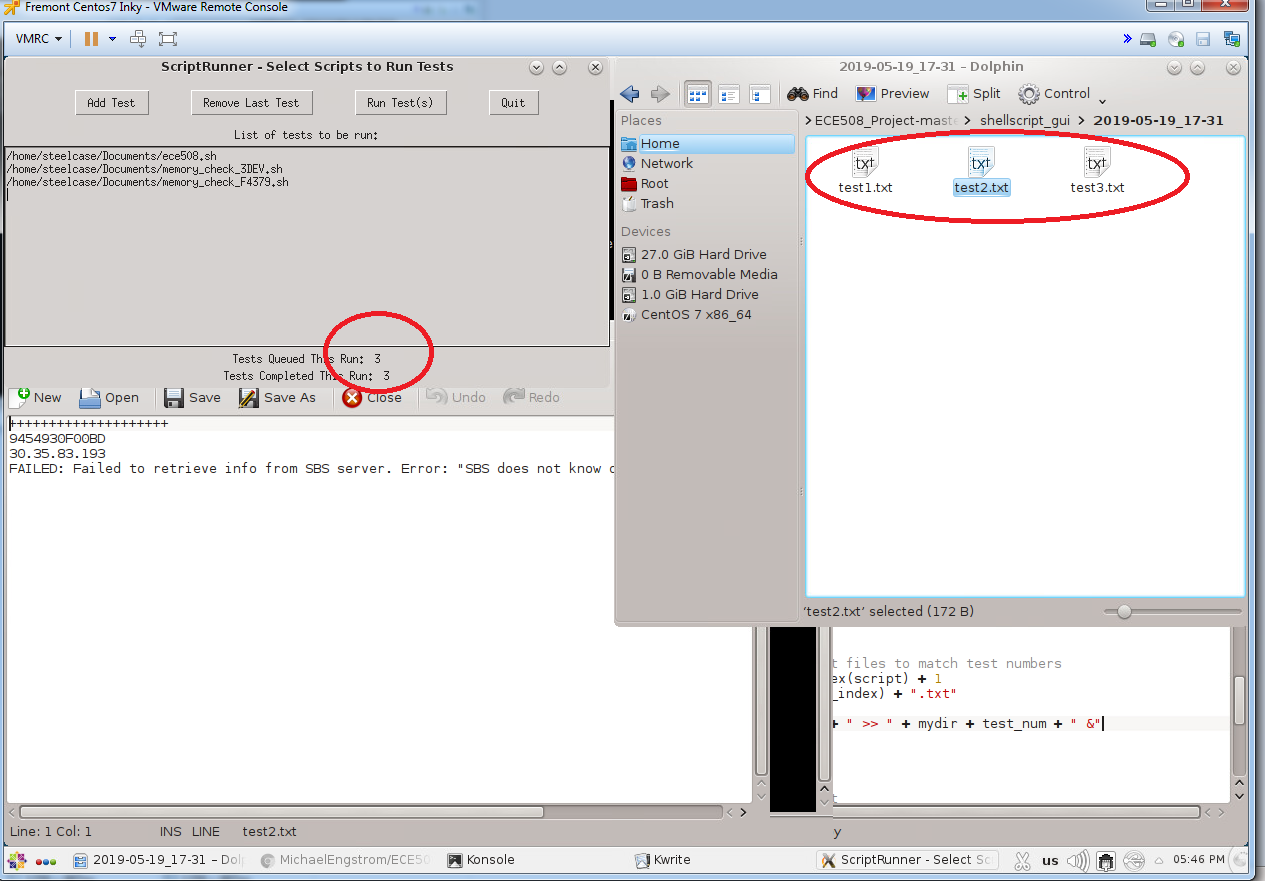 Fremont Centos7 Inky - VMware Remote Console
VMRC
ScriptRunner - Select Scripts to Run Tests
Add Test
Remove Last Test
Run Test(s)
Quit
List of tests to be run:
/home/steelcase/Documents/ece508.sh
/home/steelcase/Documents/memory_check_3DEV.sh
/home/steelcase/Documents/memory_check_F4379.sh
Tests Queued This Run: 3
Tests Completed This Run: 3
New
Open
Save
Save As
Close
Undo
Redo
++++++++++++++++++++
9454930F00BD
30.35.83.193
FAILED: Failed to retrieve info from SBS server. Error: "SBS does not know
Line: 1 Col: 1
INS
LINE
test2.txt
2019-05-19_17-31 – Dolphin
Find
Preview
Split
Control
ECE508_Project-maste
shellscript_gui
2019-05-19_17-31
Places
Home
Network
Root
Trash
Devices
27.0 GiB Hard Drive
0 B Removable Media
1.0 GiB Hard Drive
CentOS 7 x86_64
txt
test1.txt
txt
test2.txt
txt
test3.txt
'test2.txt' selected (172 B)
t files to match test numbers
ex(script) + 1
_index) + ".txt"
+ " >> " + mydir + test_num + " &"
y
2019-05-19_17-31 – Dol
MichaelEngstrom/ECE50
Konsole
Kwrite
ScriptRunner - Select Sc
us
05:46 PM